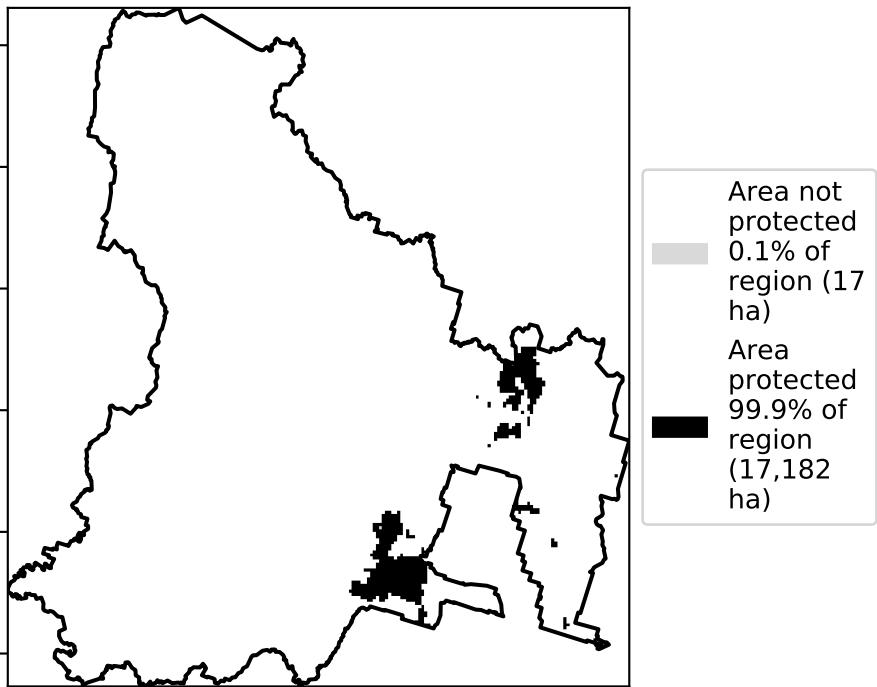 Area not
protected
0.1% of
region (17
ha)
Area
protected
99.9% of
region
(17,182
ha)